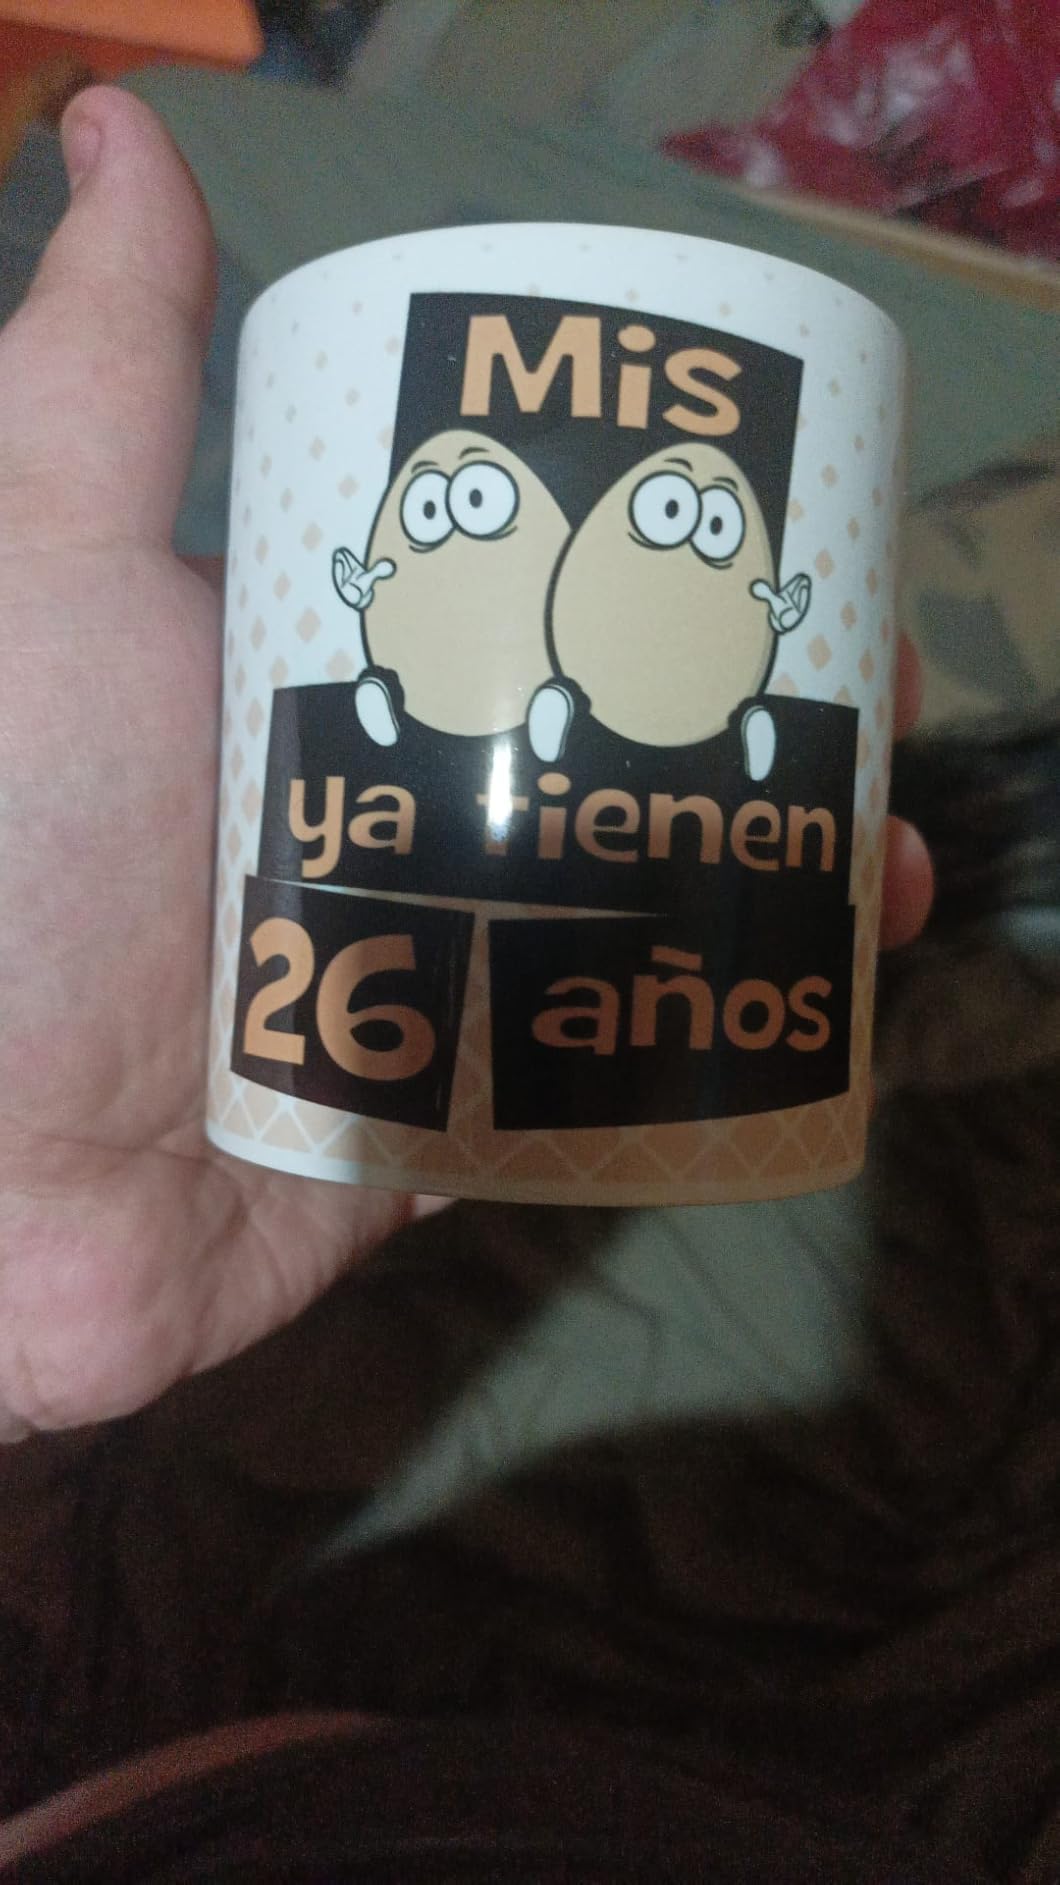 Mis
ya tienen
26 años